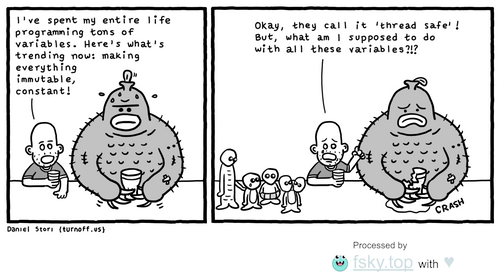 I've spent my entire life
programming tons of
variables. Here's what's
trending now: making
everything
immutable,
constant!
Okay, they call it 'thread safe'!
But, what am I supposed to do
with all these variables?!?
CRASH
Daniel Stori {turnoff.us}
Processed by
fsky.top with ♥